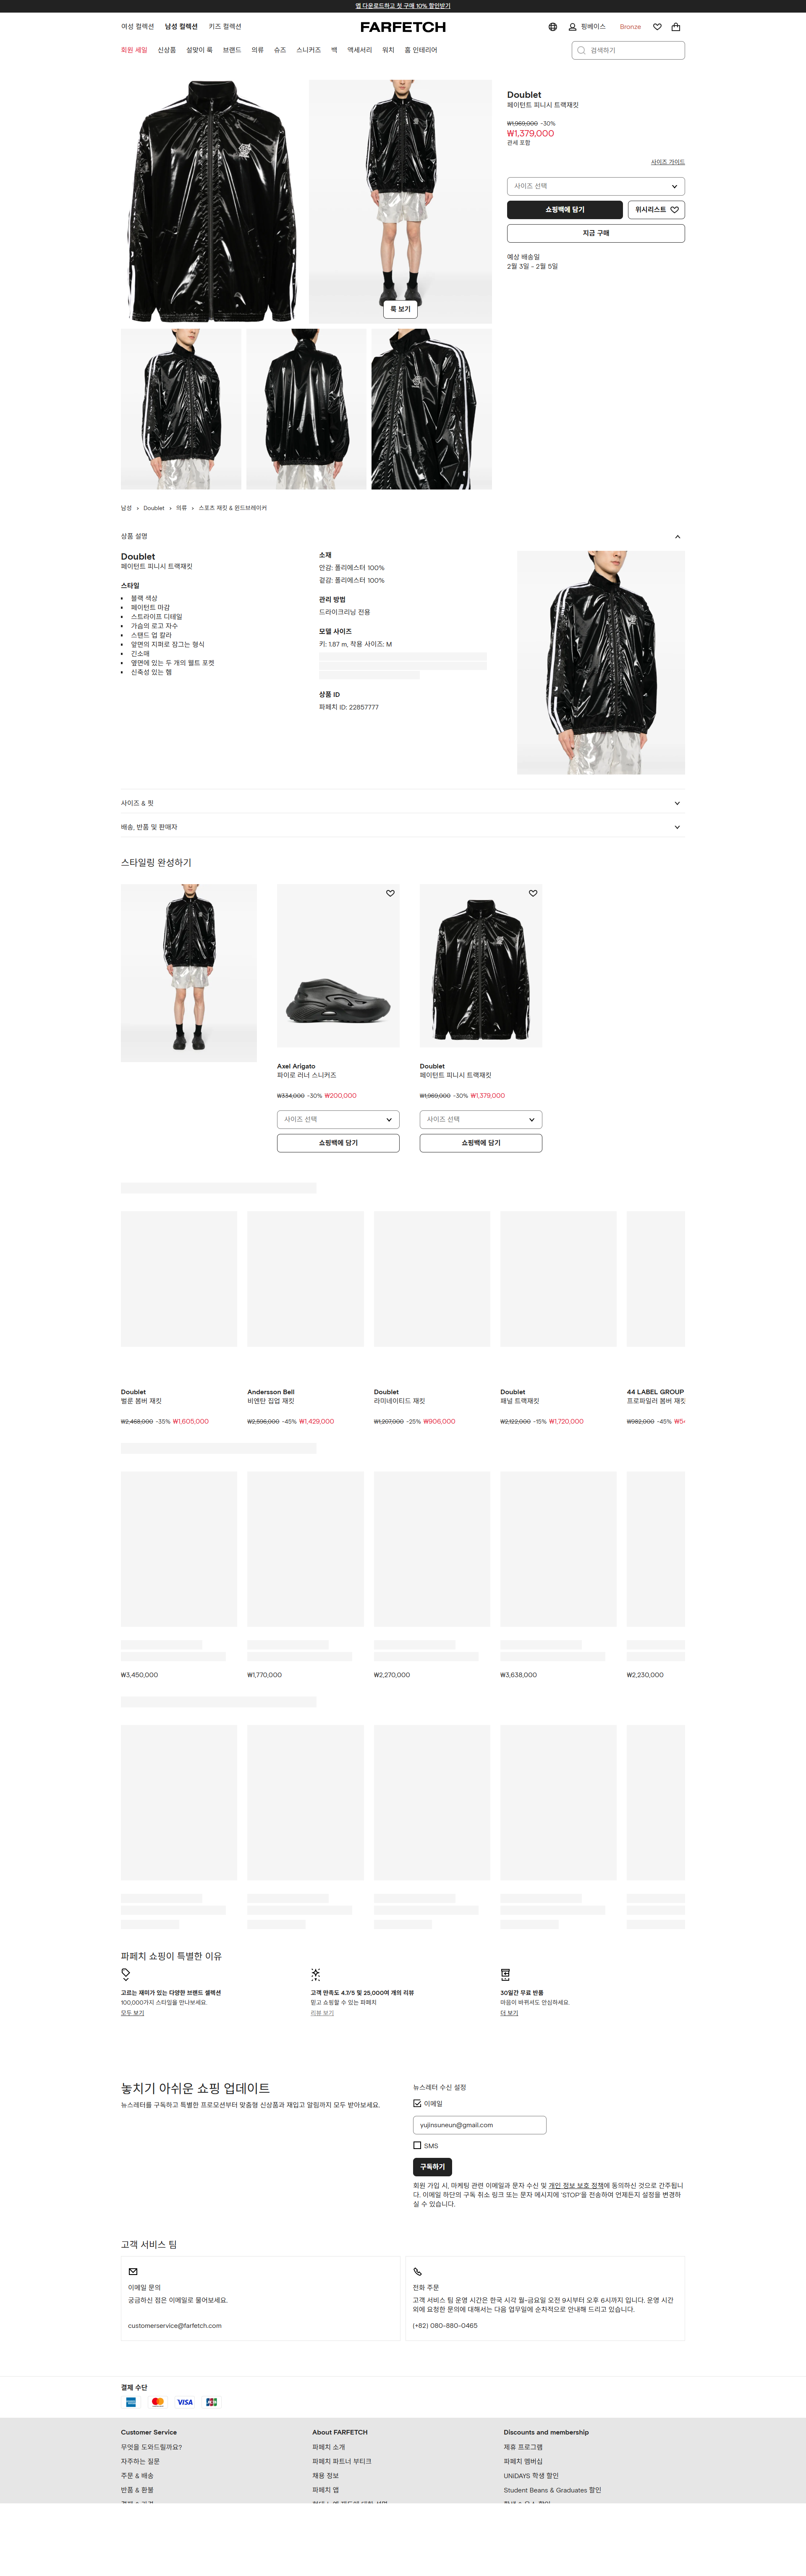 앱 다운로드하고 첫 구매 10% 할인받기
여성 컬렉션 남성 컬렉션 키즈 컬렉션
FARFETCH
핑베이스 Bronze
회원 세일 신상품 설맞이 룩 브랜드 의류 슈즈 스니커즈 백 액세서리 워치 홈 인테리어
검색하기
Doublet
페이턴트 피니시 트랙재킷
₩1,969,000 -30%
₩1,379,000
관세 포함
사이즈 가이드
사이즈 선택
쇼핑백에 담기
위시리스트
지금 구매
예상 배송일
2월 3일 - 2월 5일
룩 보기
남성 › Doublet › 의류 › 스포츠 재킷 & 윈드브레이커
상품 설명
Doublet
페이턴트 피니시 트랙재킷
스타일
블랙 색상
페이턴트 마감
스트라이프 디테일
가슴의 로고 자수
스탠드 업 칼라
앞면의 지퍼로 잠그는 형식
긴소매
옆면에 있는 두 개의 웰트 포켓
신축성 있는 헴
소재
안감: 폴리에스터 100%
겉감: 폴리에스터 100%
관리 방법
드라이크리닝 전용
모델 사이즈
키: 1.87 m, 착용 사이즈: M
상품 ID
파페치 ID: 22857777
사이즈 & 핏
배송, 반품 및 판매자
스타일링 완성하기
Axel Arigato
파이로 러너 스니커즈
₩334,000 -30% ₩200,000
사이즈 선택
쇼핑백에 담기
Doublet
페이턴트 피니시 트랙재킷
₩1,969,000 -30% ₩1,379,000
사이즈 선택
쇼핑백에 담기
Doublet
벌룬 봄버 재킷
₩2,468,000 -35% ₩1,605,000
Andersson Bell
비엔탄 집업 재킷
₩2,596,000 -45% ₩1,429,000
Doublet
라미네이티드 재킷
₩1,207,000 -25% ₩906,000
Doublet
패널 트랙재킷
₩2,122,000 -15% ₩1,720,000
44 LABEL GROUP
프로파일러 봄버 재킷
₩982,000 -45%
₩3,450,000
₩1,770,000
₩2,270,000
₩3,638,000
₩2,230,000
파페치 쇼핑이 특별한 이유
고르는 재미가 있는 다양한 브랜드 셀렉션
100,000가지 스타일을 만나보세요.
모두 보기
고객 만족도 4.7/5 및 25,000여 개의 리뷰
믿고 쇼핑할 수 있는 파페치
리뷰 보기
30일간 무료 반품
마음이 바뀌셔도 안심하세요.
더 보기
놓치기 아쉬운 쇼핑 업데이트
뉴스레터를 구독하고 특별한 프로모션부터 맞춤형 신상품과 재입고 알림까지 모두 받아보세요.
뉴스레터 수신 설정
이메일
yujinsuneun@gmail.com
SMS
구독하기
회원 가입 시, 마케팅 관련 이메일과 문자 수신 및 개인 정보 보호 정책에 동의하신 것으로 간주됩니
다. 이메일 하단의 구독 취소 링크 또는 문자 메시지에 'STOP'을 전송하여 언제든지 설정을 변경하
실 수 있습니다.
고객 서비스 팀
이메일 문의
궁금하신 점은 이메일로 물어보세요.
customerservice@farfetch.com
전화 주문
고객 서비스 팀 운영 시간은 한국 시각 월-금요일 오전 9시부터 오후 6시까지 입니다. 운영 시간
외에 요청한 문의에 대해서는 다음 업무일에 순차적으로 안내해 드리고 있습니다.
(+82) 080-880-0465
결제 수단
VISA
JCB
Customer Service
무엇을 도와드릴까요?
자주하는 질문
주문 & 배송
반품 & 환불
About FARFETCH
파페치 소개
파페치 파트너 부티크
채용 정보
파페치 앱
Discounts and membership
제휴 프로그램
파페치 멤버십
UNiDAYS 학생 할인
Student Beans & Graduates 할인